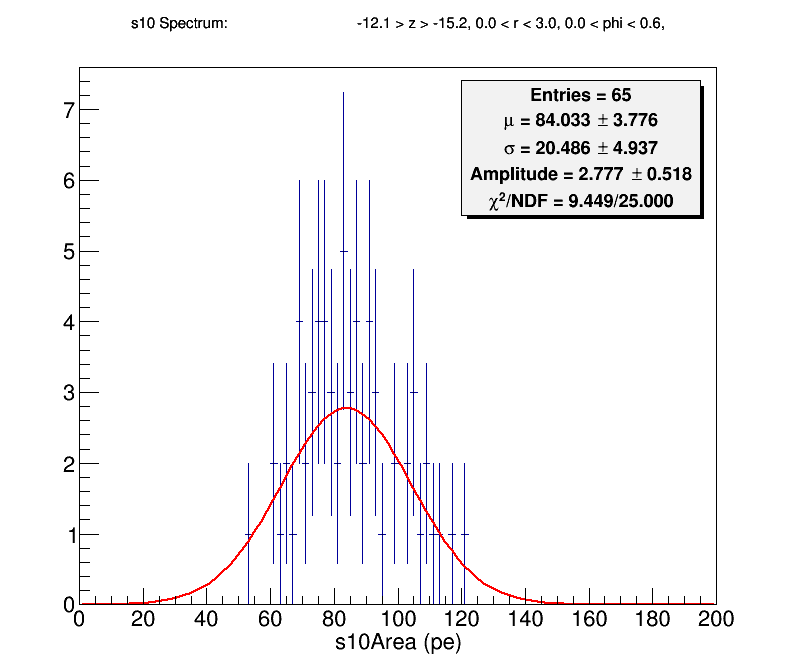 s10 Spectrum: -12.1 > z > -15.2, 0.0 < r < 3.0, 0.0 < phi < 0.6,
Entries = 65
μ = 84.033 ± 3.776
σ = 20.486 ± 4.937
Amplitude = 2.777 ± 0.518
χ²/NDF = 9.449/25.000
7
6
5
4
3
2
1
0
0 20 40 60 80 100 120 140 160 180 200
s10Area (pe)